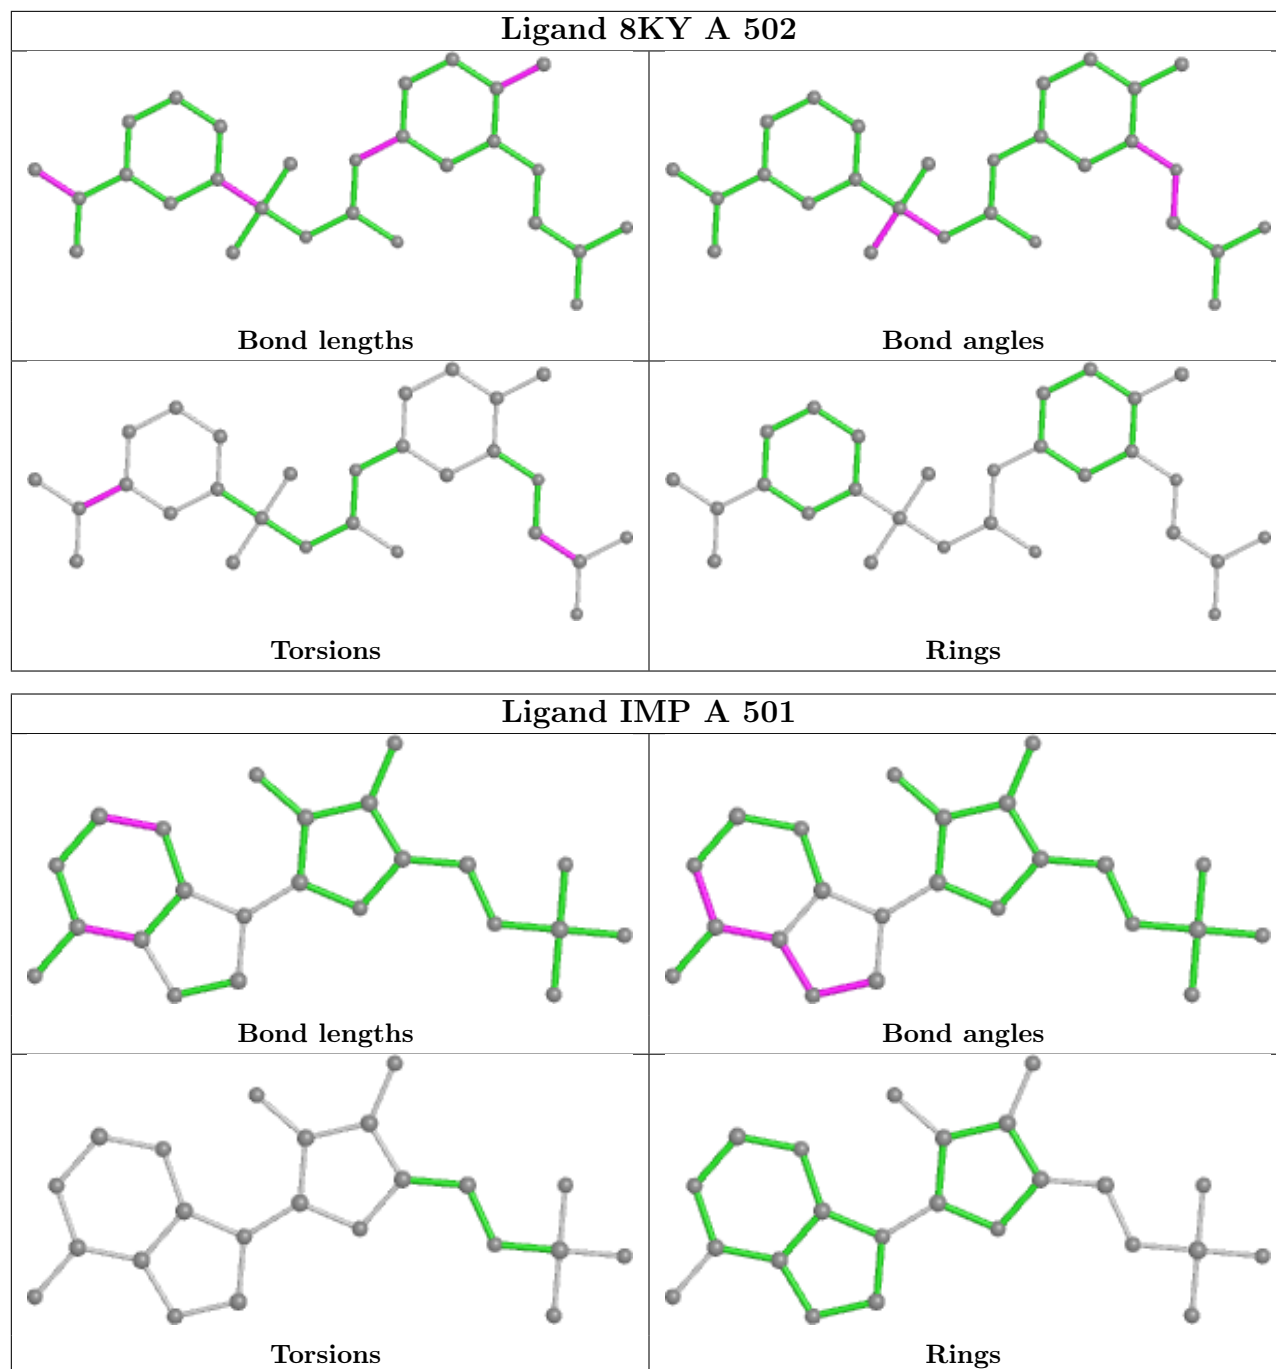 Ligand 8KY A 502
Bond lengths
Bond angles
Torsions
Rings
Ligand IMP A 501
Bond lengths
Bond angles
Torsions
Rings